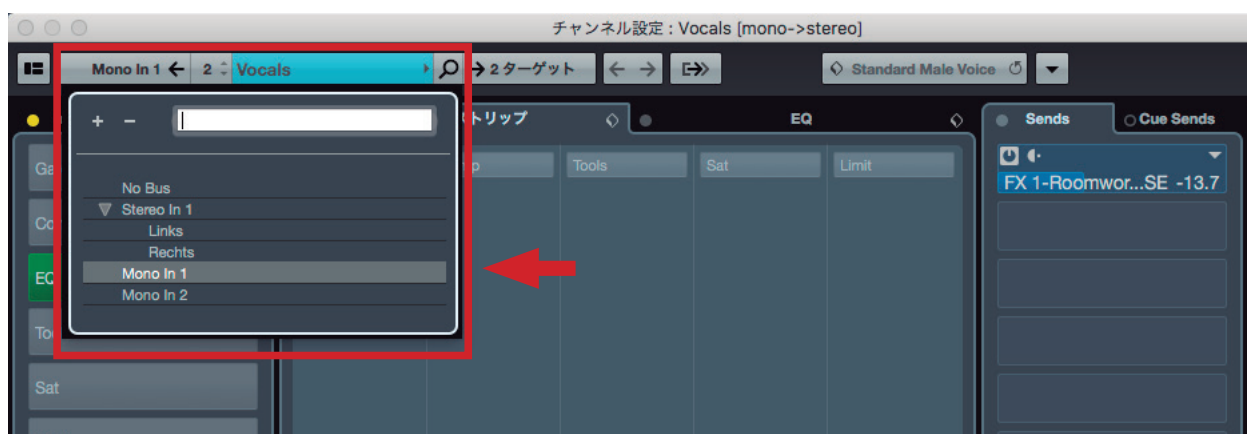 チャンネル設定 : Vocals [mono->stereo]
Mono In 1 ← 2 Vocals → 2 ターゲット ← → Standard Male Voice
+ − トリップ EQ Sends Cue Sends
Tools Sat Limit
FX 1-Roomwor...SE -13.7
No Bus
Stereo In 1
Links
Rechts
Mono In 1
EQ
Mono In 2
Sat